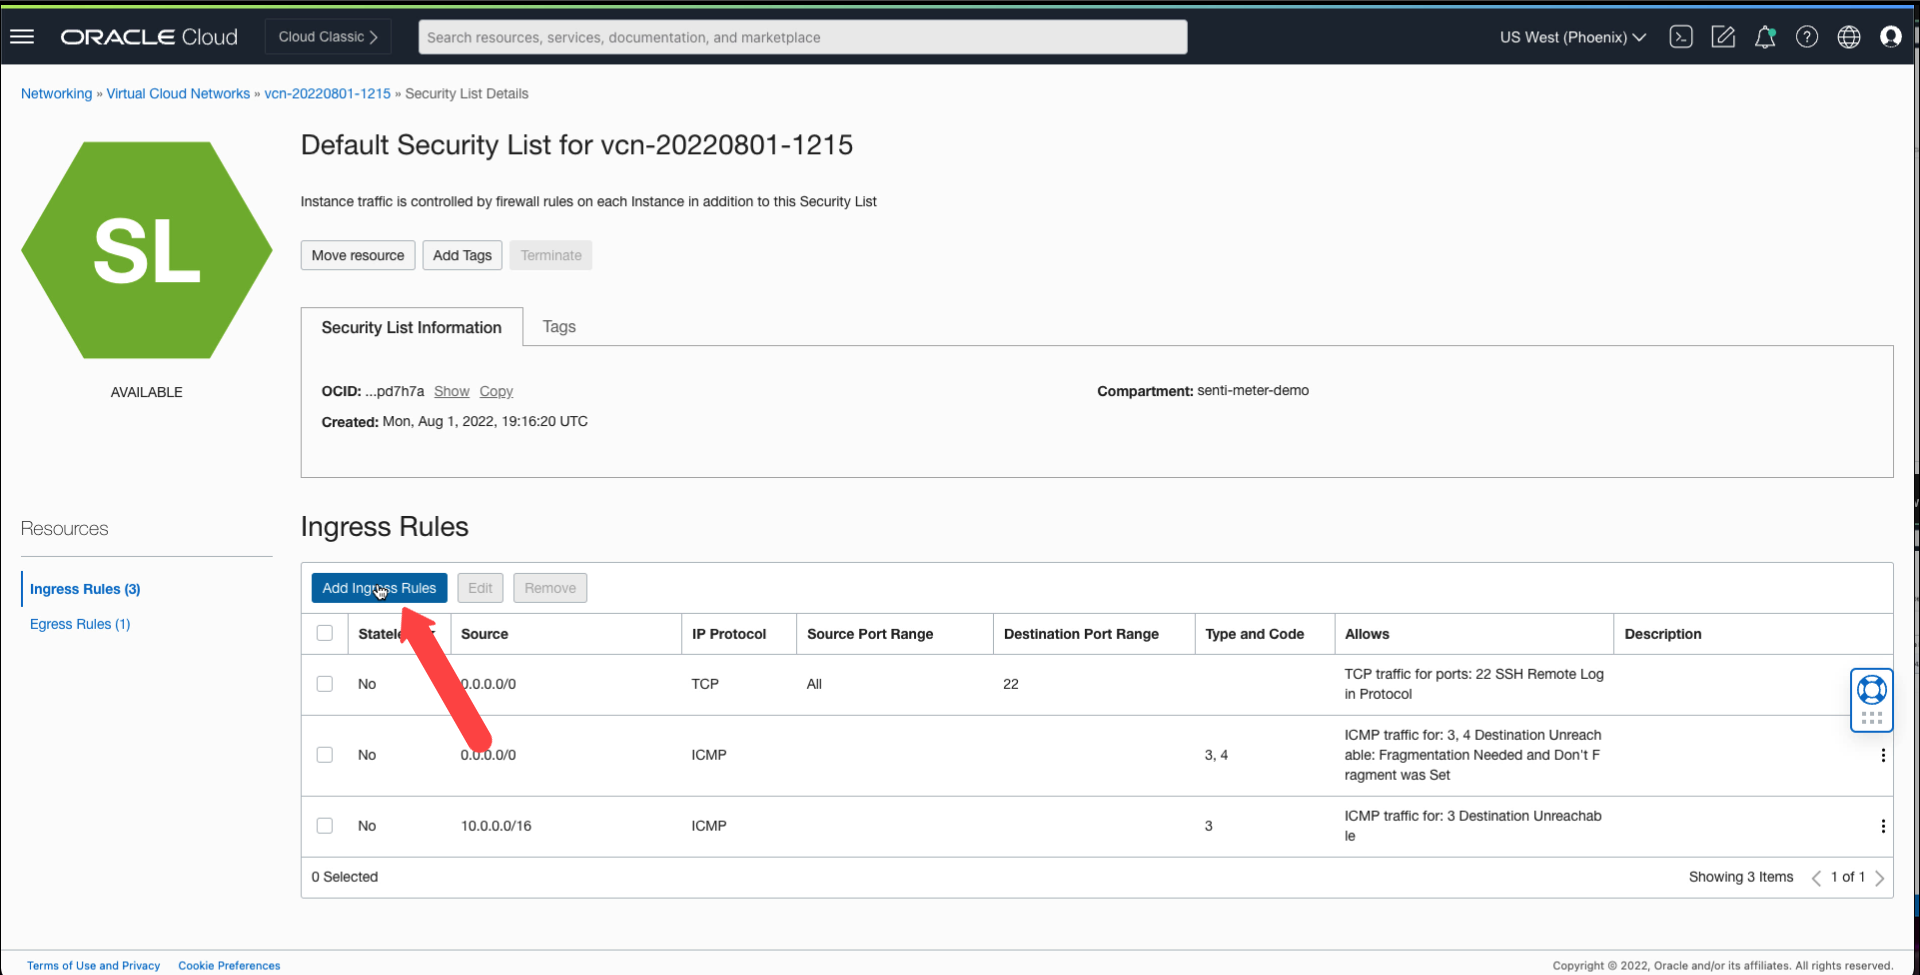 ORACLE Cloud
Cloud Classic
Search resources, services, documentation, and marketplace
US West (Phoenix)
Networking » Virtual Cloud Networks » vcn-20220801-1215 » Security List Details
SL
AVAILABLE
Default Security List for vcn-20220801-1215
Instance traffic is controlled by firewall rules on each Instance in addition to this Security List
Move resource
Add Tags
Terminate
Security List Information
Tags
OCID: ...pd7h7a Show Copy
Compartment: senti-meter-demo
Created: Mon, Aug 1, 2022, 19:16:20 UTC
Resources
Ingress Rules (3)
Egress Rules (1)
Ingress Rules
Add Ingress Rules
Edit
Remove
Source IP Protocol Source Port Range Destination Port Range Type and Code Allows Description
No 0.0.0.0/0 TCP All 22 TCP traffic for ports: 22 SSH Remote Log
in Protocol
No 0.0.0.0/0 ICMP 3, 4 ICMP traffic for: 3, 4 Destination Unreach
able: Fragmentation Needed and Don't F
ragment was Set
No 10.0.0.0/16 ICMP 3 ICMP traffic for: 3 Destination Unreachab
le
0 Selected
Showing 3 Items
1 of 1
Terms of Use and Privacy
Cookie Preferences
Copyright © 2022, Oracle and/or its affiliates. All rights reserved.